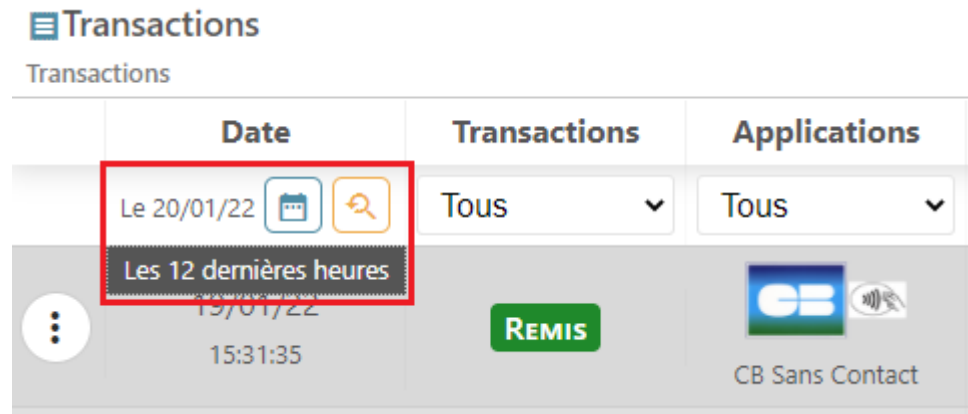 Transactions
Transactions
Date Transactions Applications
Le 20/01/22 Tous Tous
Les 12 dernières heures
19/01/22
15:31:35
REMIS
CB
CB Sans Contact